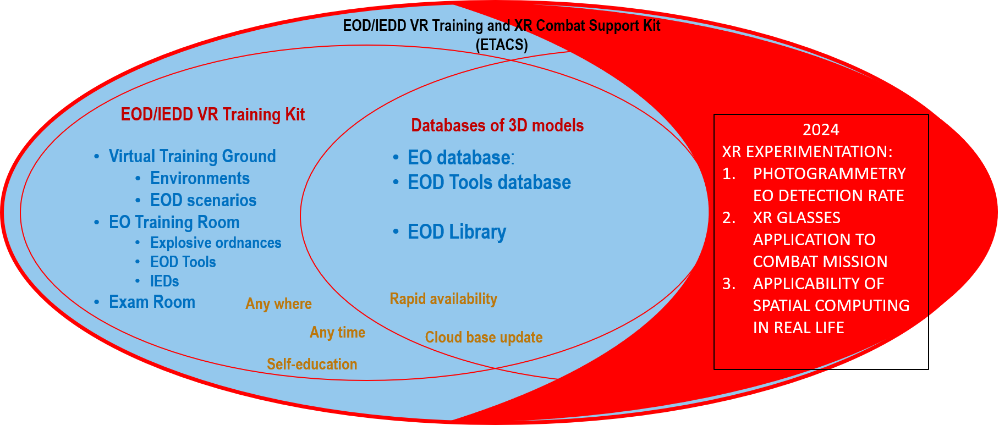 EOD/IEDD VR Training and XR Combat Support Kit
(ETACS)
EOD/IEDD VR Training Kit
• Virtual Training Ground
• Environments
• EOD scenarios
• EO Training Room
• Explosive ordnances
• EOD Tools
• IEDs
• Exam Room
Any where
Any time
Self-education
Databases of 3D models
• EO database:
• EOD Tools database
• EOD Library
Rapid availability
Cloud base update
2024
XR EXPERIMENTATION:
1. PHOTOGRAMMETRY
EO DETECTION RATE
2. XR GLASSES
APPLICATION TO
COMBAT MISSION
3. APPLICABILITY OF
SPATIAL COMPUTING
IN REAL LIFE